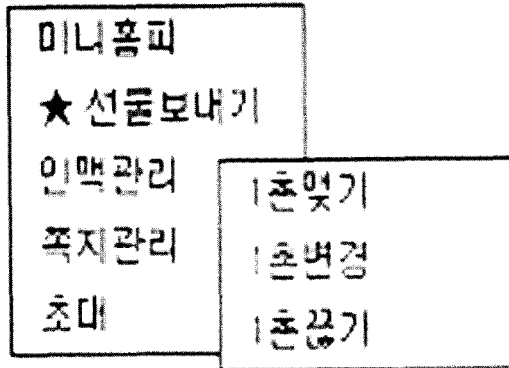 미니홈피
★ 선물보내기
인맥관리
쪽지관리
초대
1촌맺기
1촌변경
1촌끊기